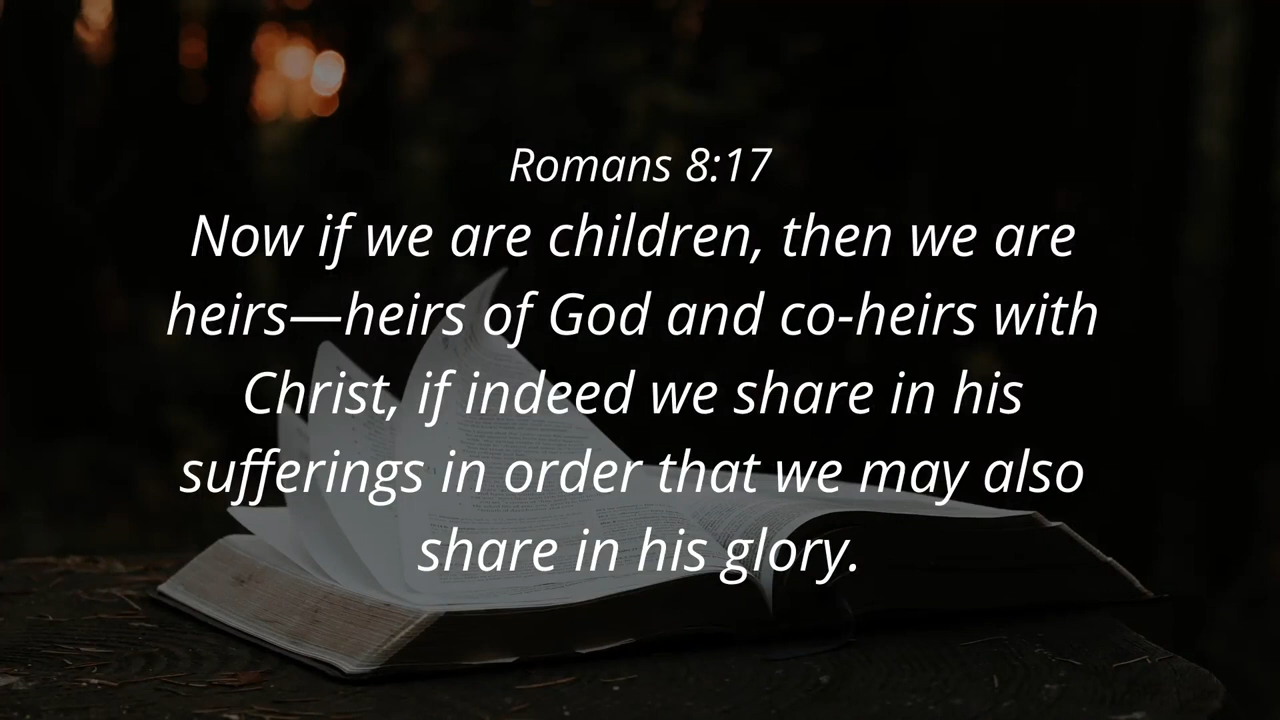 Romans 8:17
Now if we are children, then we are
heirs—heirs of God and co-heirs with
Christ, if indeed we share in his
sufferings in order that we may also
share in his glory.